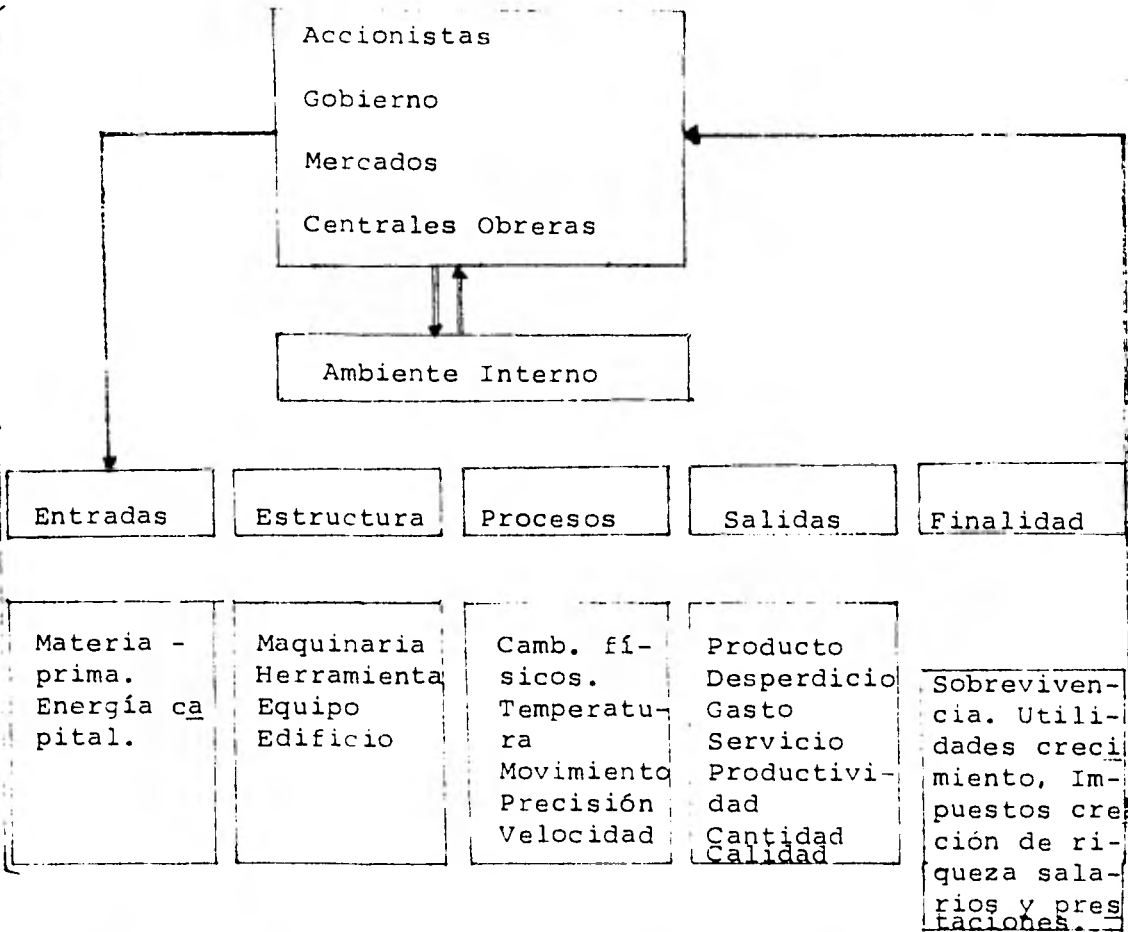 Accionistas
Gobierno
Mercados
Centrales Obreras
Ambiente Interno
Entradas
Estructura
Procesos
Salidas
Finalidad
Materia -
prima.
Energía ca
pital.
Maquinaria
Herramienta
Equipo
Edificio
Camb. fí-
sicos.
Temperatu-
ra
Movimiento
Precisión
Velocidad
Producto
Desperdicio
Gasto
Servicio
Productivi-
dad
Cantidad
Calidad
Sobreviven-
cia. Utili-
dades creci
miento, Im-
puestos cre
ción de ri-
queza sala-
rios y pres
taciones.